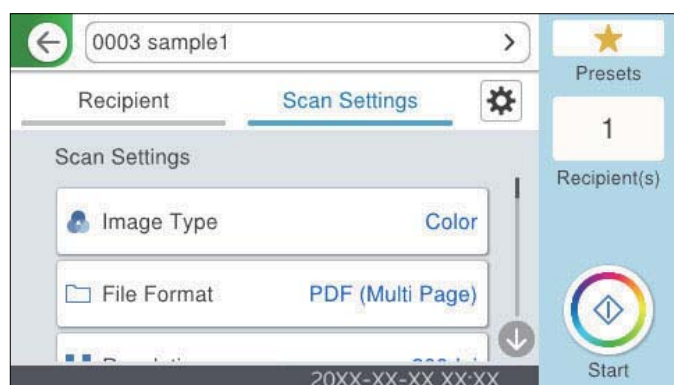 0003 sample1
Presets
Recipient
Scan Settings
1
Recipient(s)
Scan Settings
Image Type
Color
File Format
PDF (Multi Page)
20XX-XX-XX XX:XX
Start